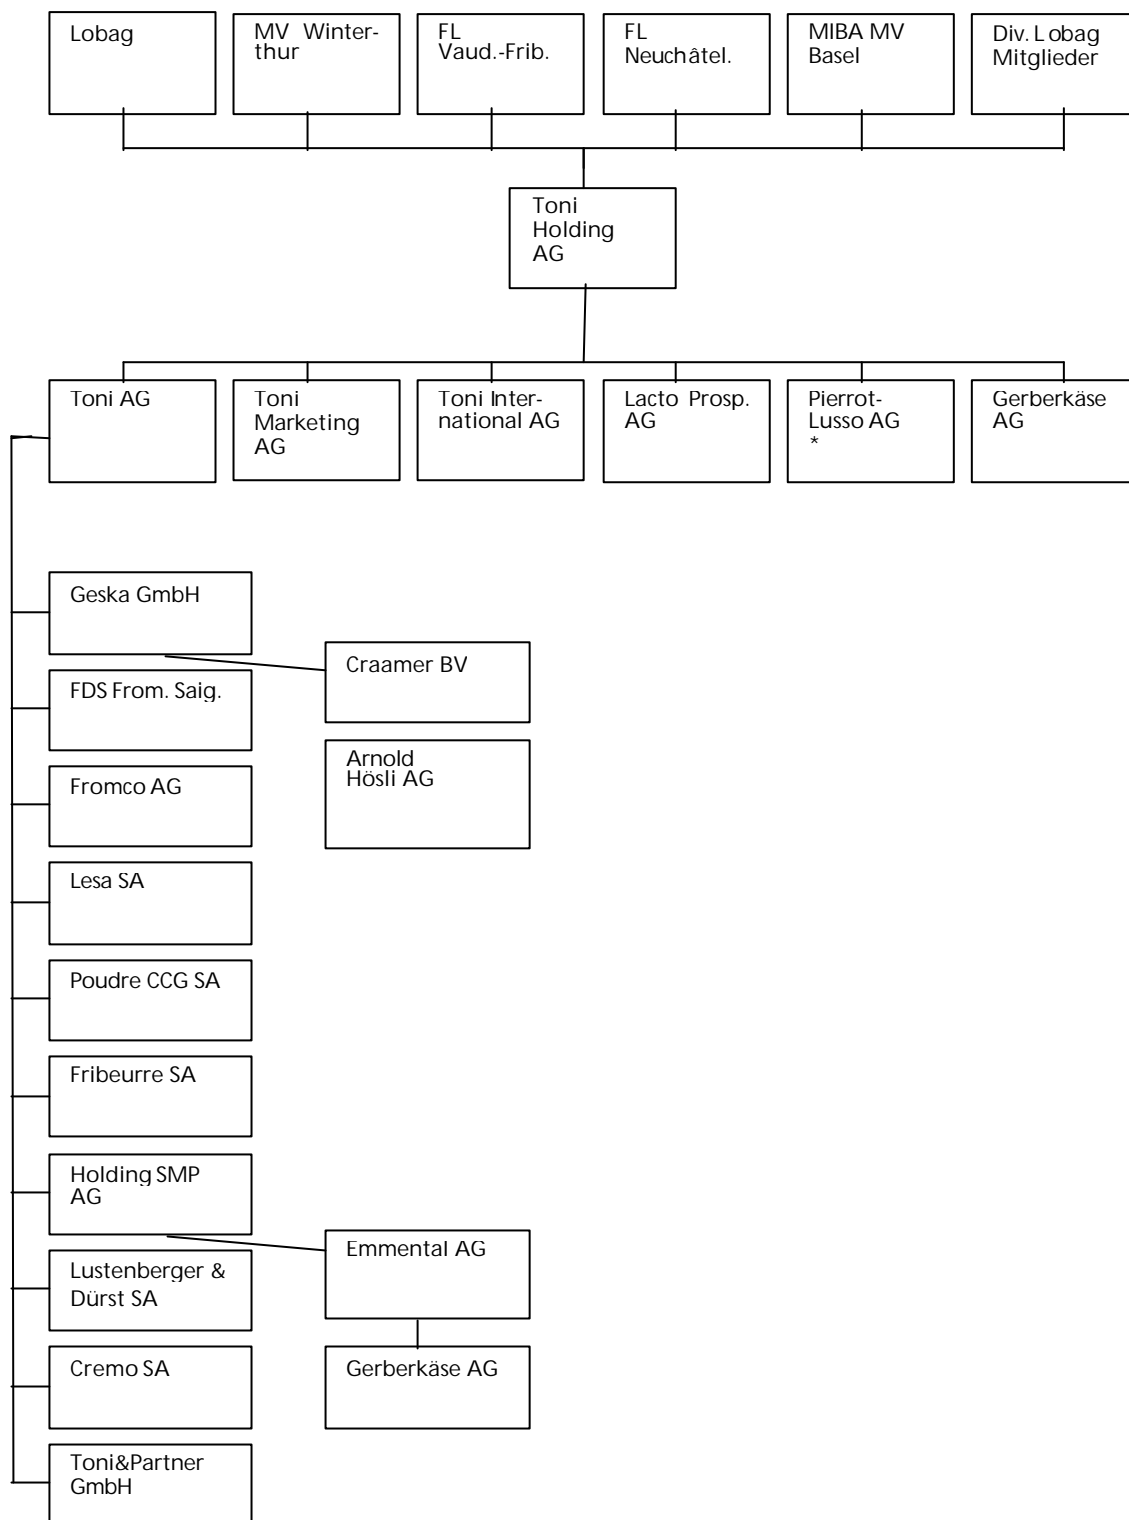 Lobag
MV Winter-
thur
FL
Vaud.-Frib.
FL
Neuchâtel.
MIBA MV
Basel
Div. Lobag
Mitglieder
Toni
Holding
AG
Toni AG
Toni
Marketing
AG
Toni Inter-
national AG
Lacto Prosp.
AG
Pierrot-
Lusso AG
*
Gerberkäse
AG
Geska GmbH
Craamer BV
FDS From. Saig.
Arnold
Hösli AG
Fromco AG
Lesa SA
Poudre CCG SA
Fribeurre SA
Holding SMP
AG
Emmental AG
Lustenberger &
Dürst SA
Cremo SA
Gerberkäse AG
Toni&Partner
GmbH